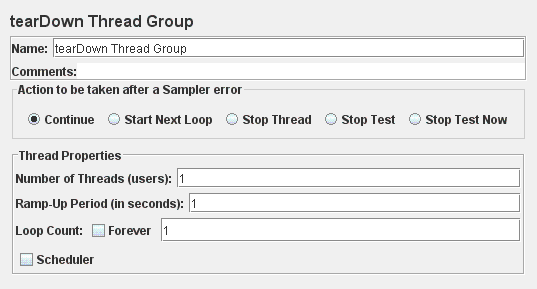 tearDown Thread Group
Name: tearDown Thread Group
Comments:
Action to be taken after a Sampler error
Continue Start Next Loop Stop Thread Stop Test Stop Test Now
Thread Properties
Number of Threads (users): 1
Ramp-Up Period (in seconds): 1
Loop Count: Forever 1
Scheduler